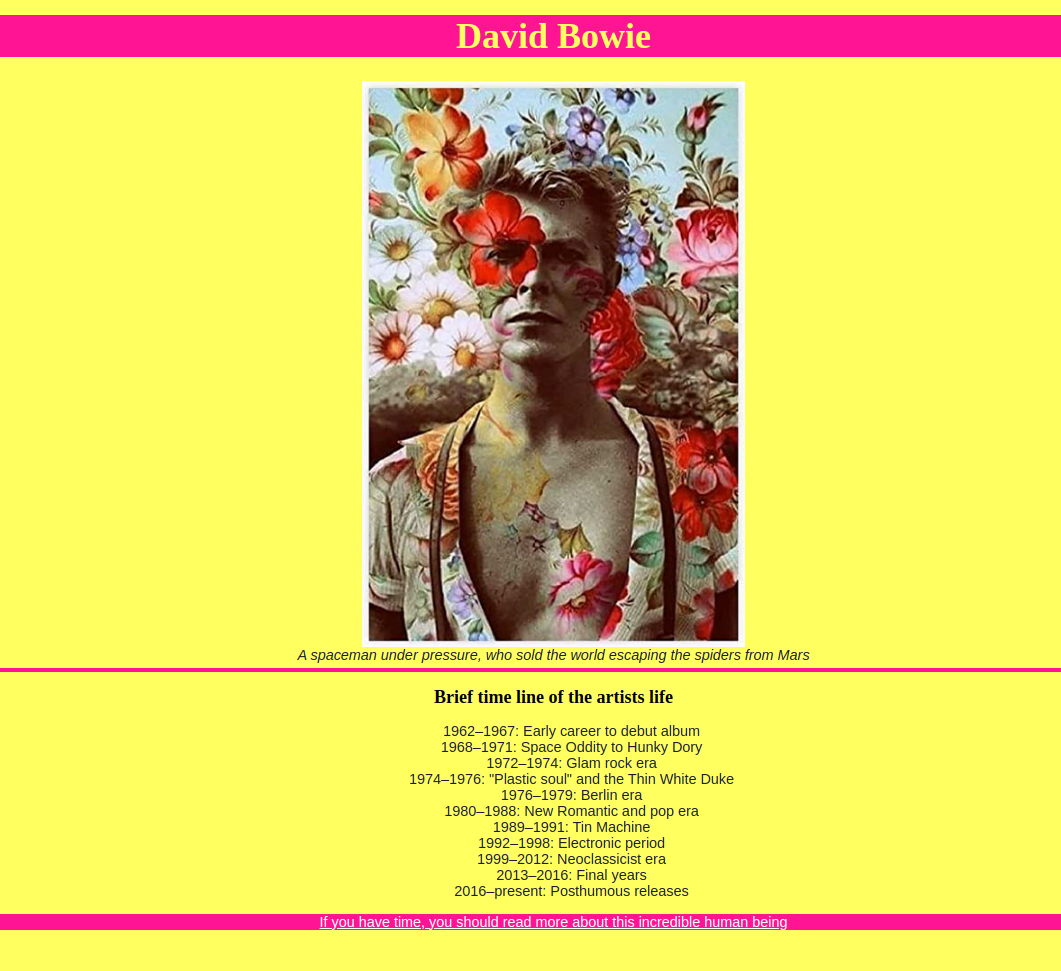 David Bowie
A spaceman under pressure, who sold the world escaping the spiders from Mars
Brief time line of the artists life
1962–1967: Early career to debut album
1968–1971: Space Oddity to Hunky Dory
1972–1974: Glam rock era
1974–1976: "Plastic soul" and the Thin White Duke
1976–1979: Berlin era
1980–1988: New Romantic and pop era
1989–1991: Tin Machine
1992–1998: Electronic period
1999–2012: Neoclassicist era
2013–2016: Final years
2016–present: Posthumous releases
If you have time, you should read more about this incredible human being